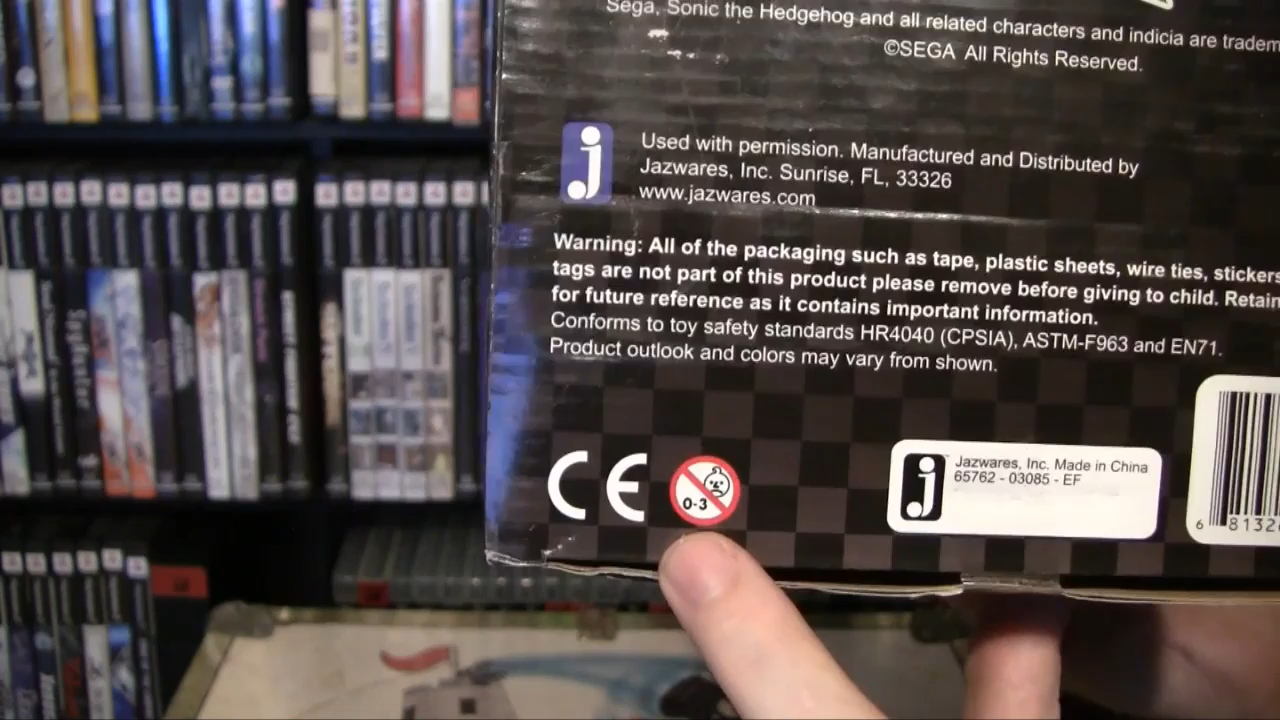 Sega, Sonic the Hedgehog and all related characters and indicia are tradem
©SEGA All Rights Reserved.
j
Used with permission. Manufactured and Distributed by
Jazwares, Inc. Sunrise, FL, 33326
www.jazwares.com
Warning: All of the packaging such as tape, plastic sheets, wire ties, stickers
tags are not part of this product please remove before giving to child. Retain
for future reference as it contains important information.
Conforms to toy safety standards HR4040 (CPSIA), ASTM-F963 and EN71.
Product outlook and colors may vary from shown.
CE
0-3
j
Jazwares, Inc. Made in China
65762 - 03085 - EF
6 8132